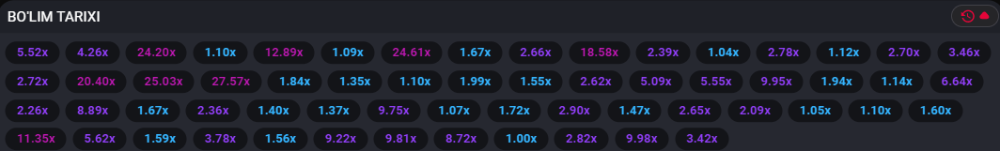 BO'LIM TARIXI
5.52x 4.26x 24.20x 1.10x 12.89x 1.09x 24.61x 1.67x 2.66x 18.58x 2.39x 1.04x 2.78x 1.12x 2.70x 3.46x
2.72x 20.40x 25.03x 27.57x 1.84x 1.35x 1.10x 1.99x 1.55x 2.62x 5.09x 5.55x 9.95x 1.94x 1.14x 6.64x
2.26x 8.89x 1.67x 2.36x 1.40x 1.37x 9.75x 1.07x 1.72x 2.90x 1.47x 2.65x 2.09x 1.05x 1.10x 1.60x
11.35x 5.62x 1.59x 3.78x 1.56x 9.22x 9.81x 8.72x 1.00x 2.82x 9.98x 3.42x